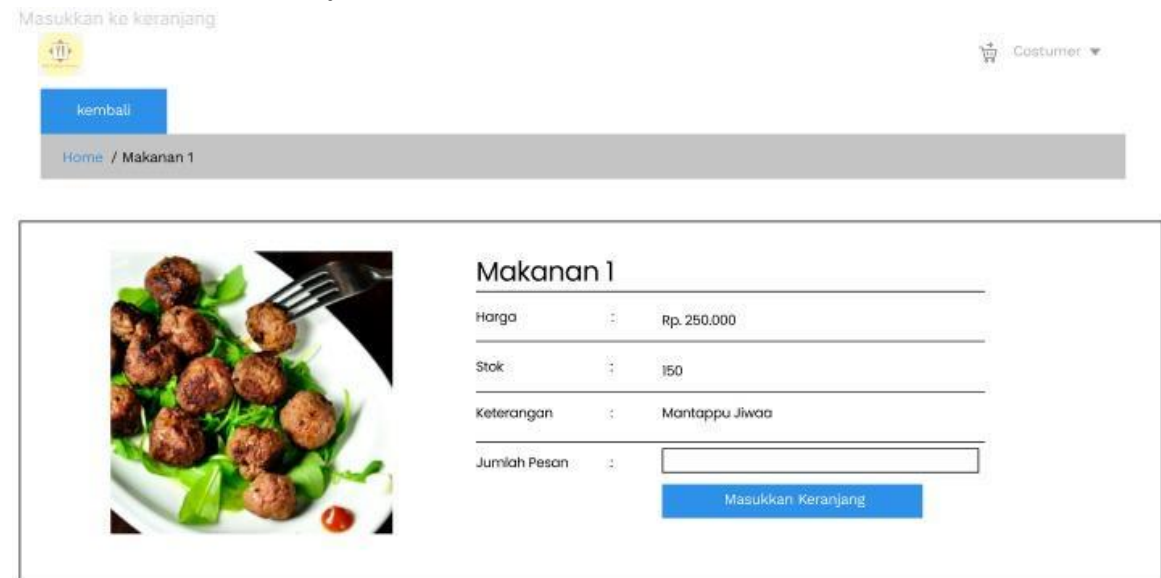 Masukkan ke keranjang
Costumer
kembali
Home / Makanan 1
Makanan 1
Harga : Rp. 250.000
Stok : 150
Keterangan : Mantappu Jiwaa
Jumlah Pesan :
Masukkan Keranjang